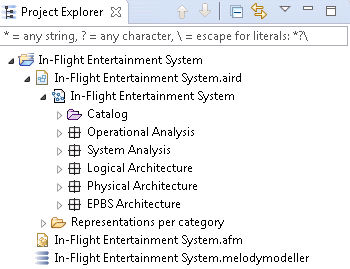 Project Explorer
* = any string, ? = any character, \ = escape for literals: *?\
In-Flight Entertainment System
In-Flight Entertainment System.aird
In-Flight Entertainment System
Catalog
Operational Analysis
System Analysis
Logical Architecture
Physical Architecture
EPBS Architecture
Representations per category
In-Flight Entertainment System.afm
In-Flight Entertainment System.melodymodeller